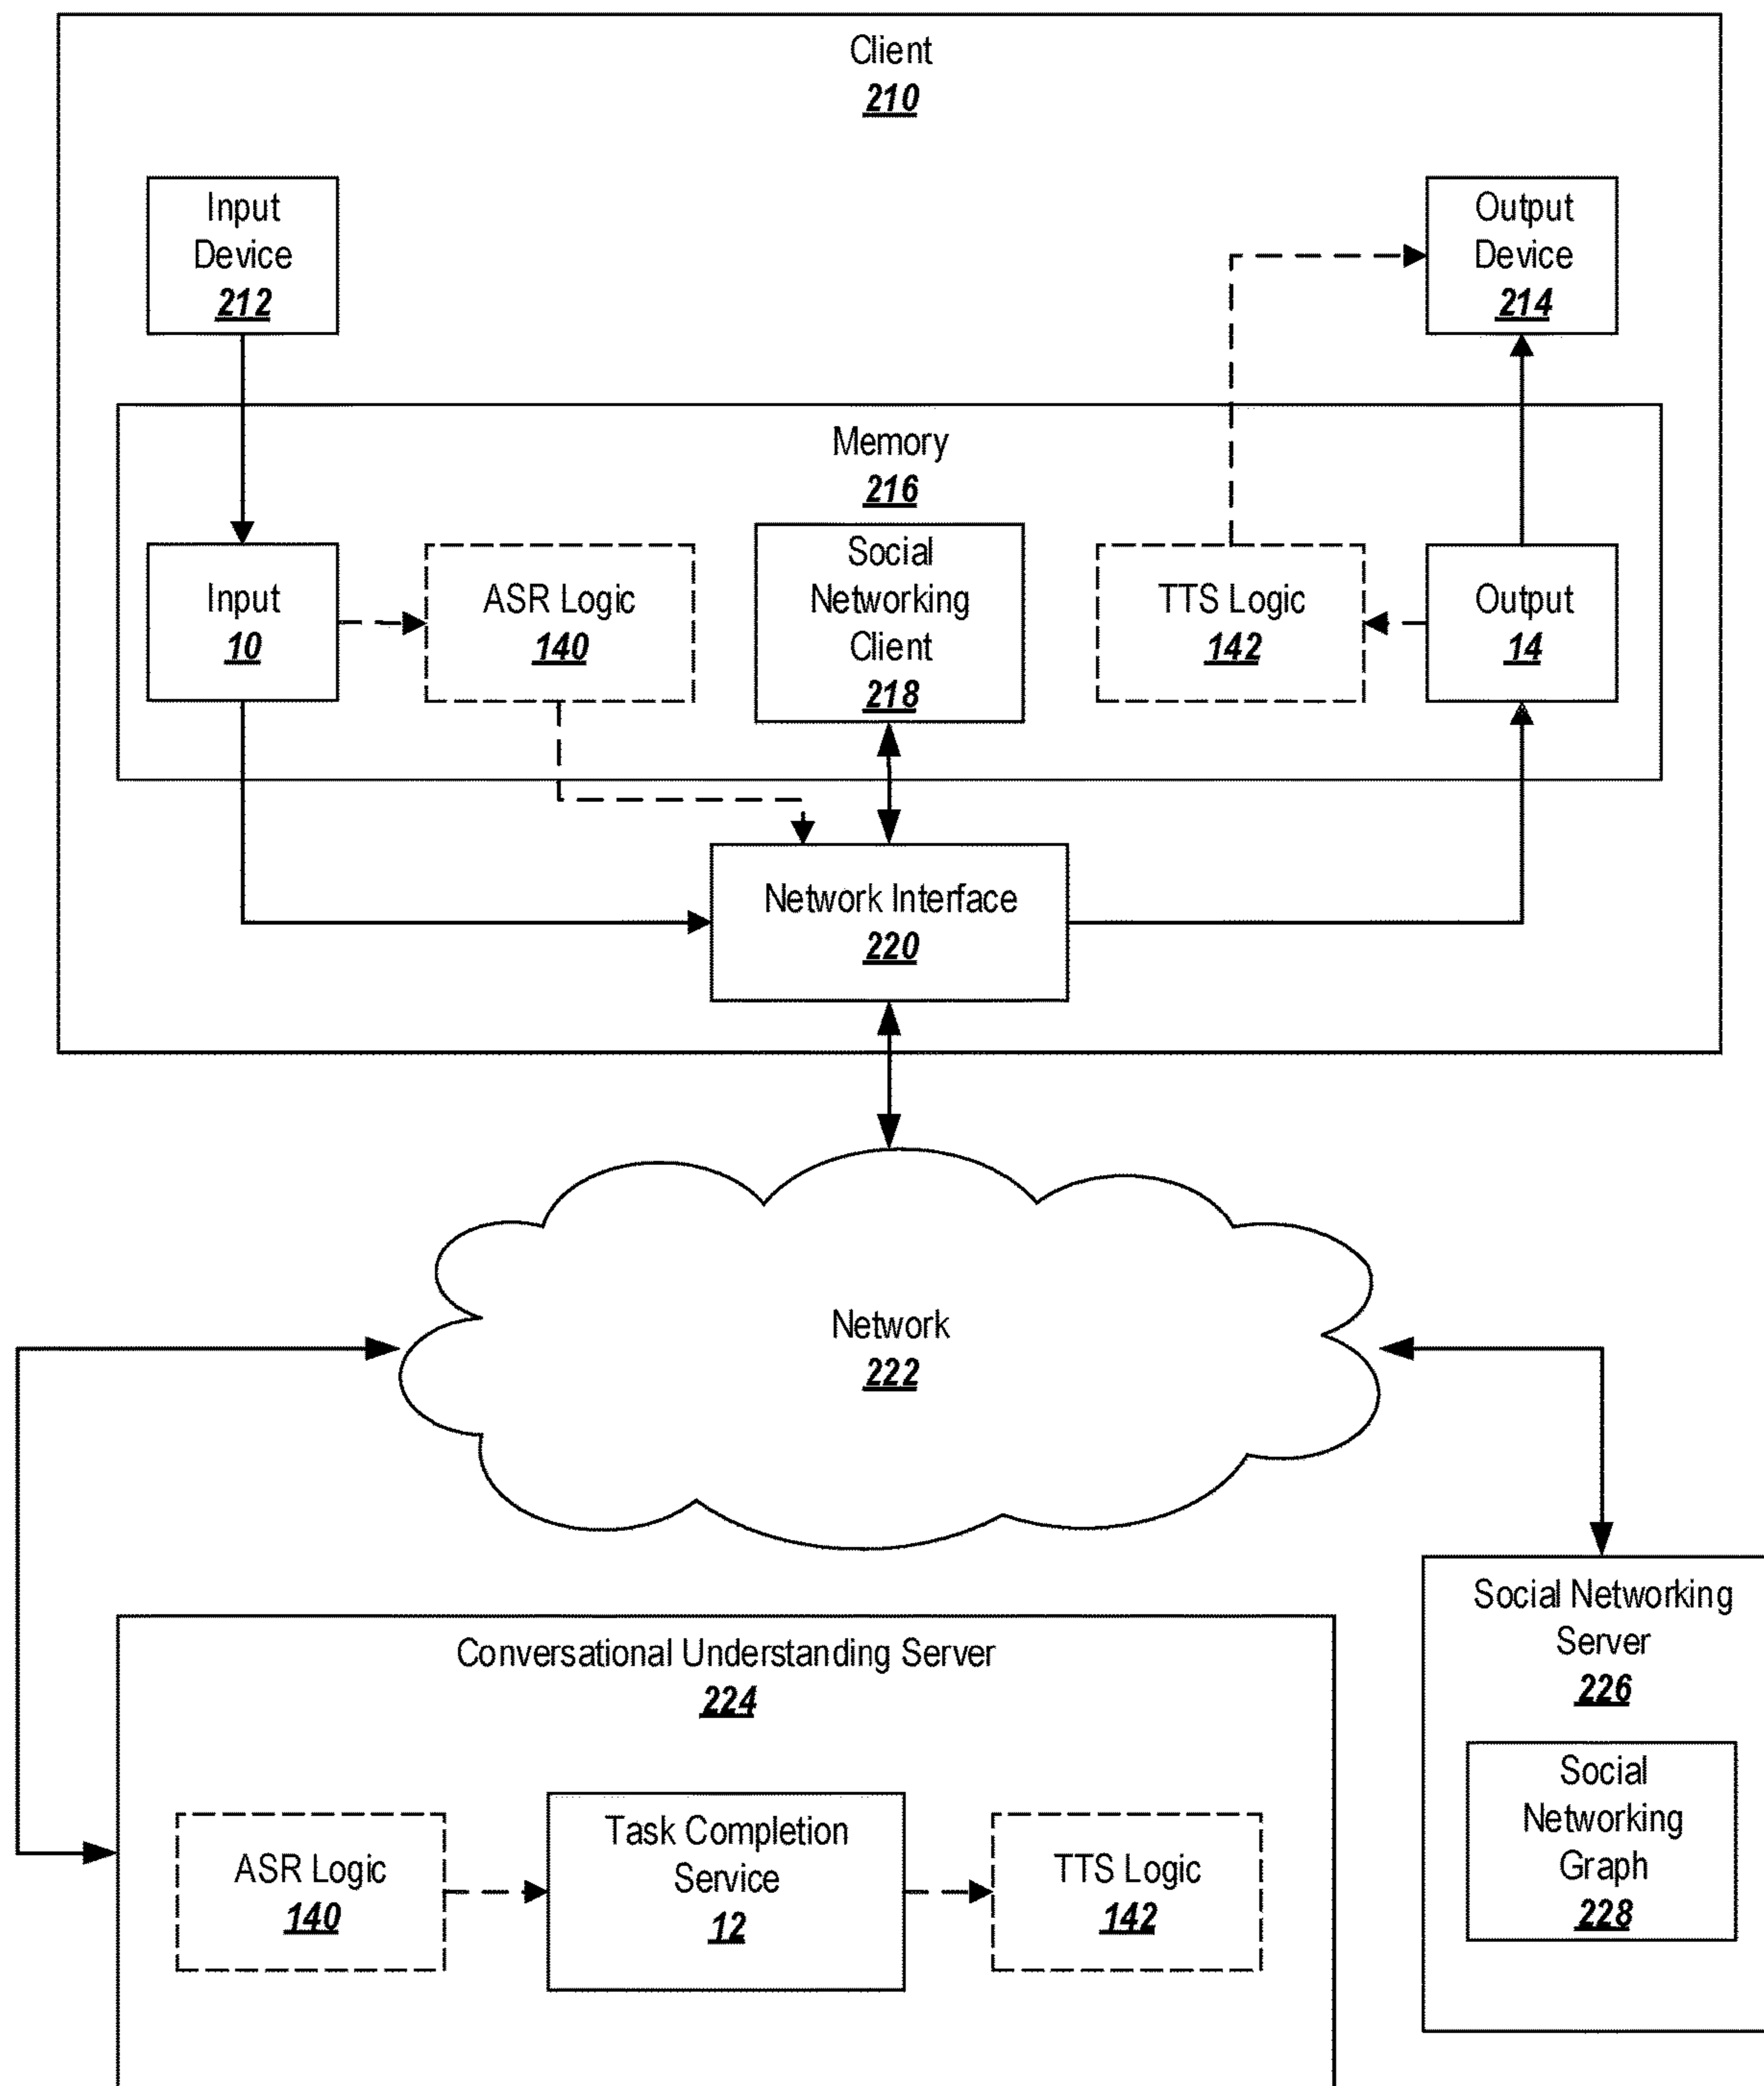 Client
210
Input
Device
212
Output
Device
214
Memory
216
Input
10
ASR Logic
140
Social
Networking
Client
218
TTS Logic
142
Output
14
Network Interface
220
Network
222
Conversational Understanding Server
224
ASR Logic
140
Task Completion
Service
12
TTS Logic
142
Social Networking
Server
226
Social
Networking
Graph
228